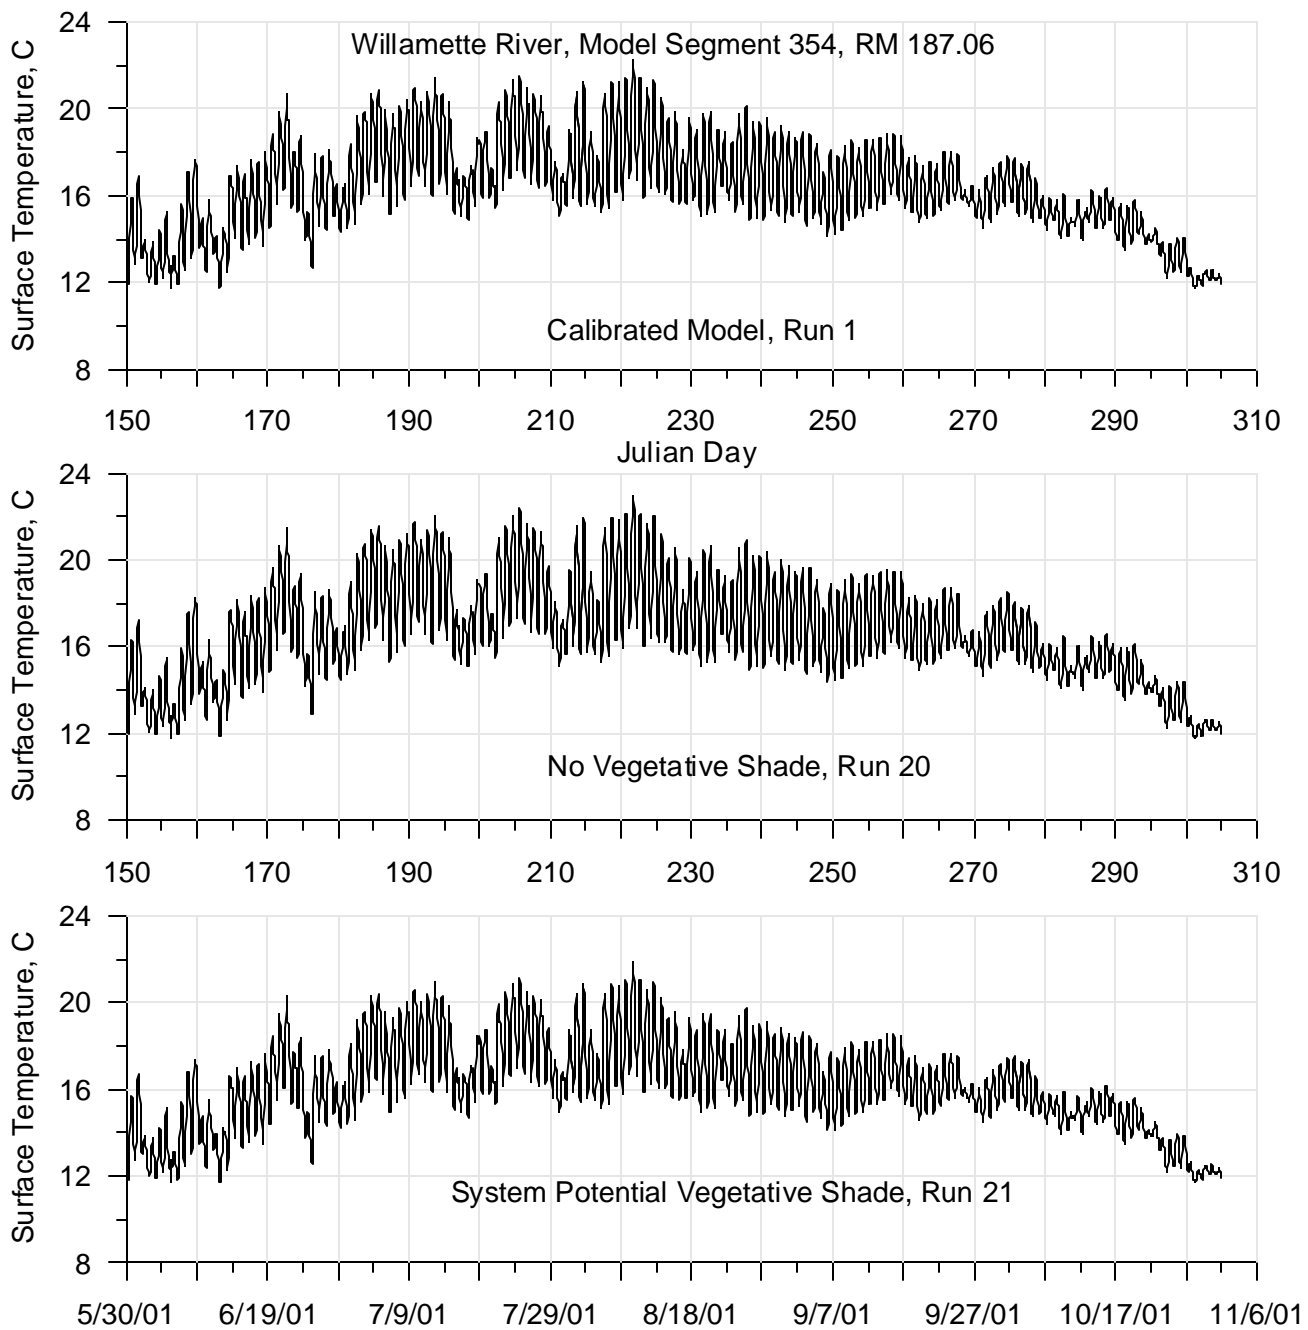 24
Willamette River, Model Segment 354, RM 187.06
20
16
12
8
Surface Temperature, C
Calibrated Model, Run 1
150 170 190 210 230 250 270 290 310
Julian Day
24
20
16
12
8
Surface Temperature, C
No Vegetative Shade, Run 20
150 170 190 210 230 250 270 290 310
24
20
16
12
8
Surface Temperature, C
System Potential Vegetative Shade, Run 21
5/30/01 6/19/01 7/9/01 7/29/01 8/18/01 9/7/01 9/27/01 10/17/01 11/6/01